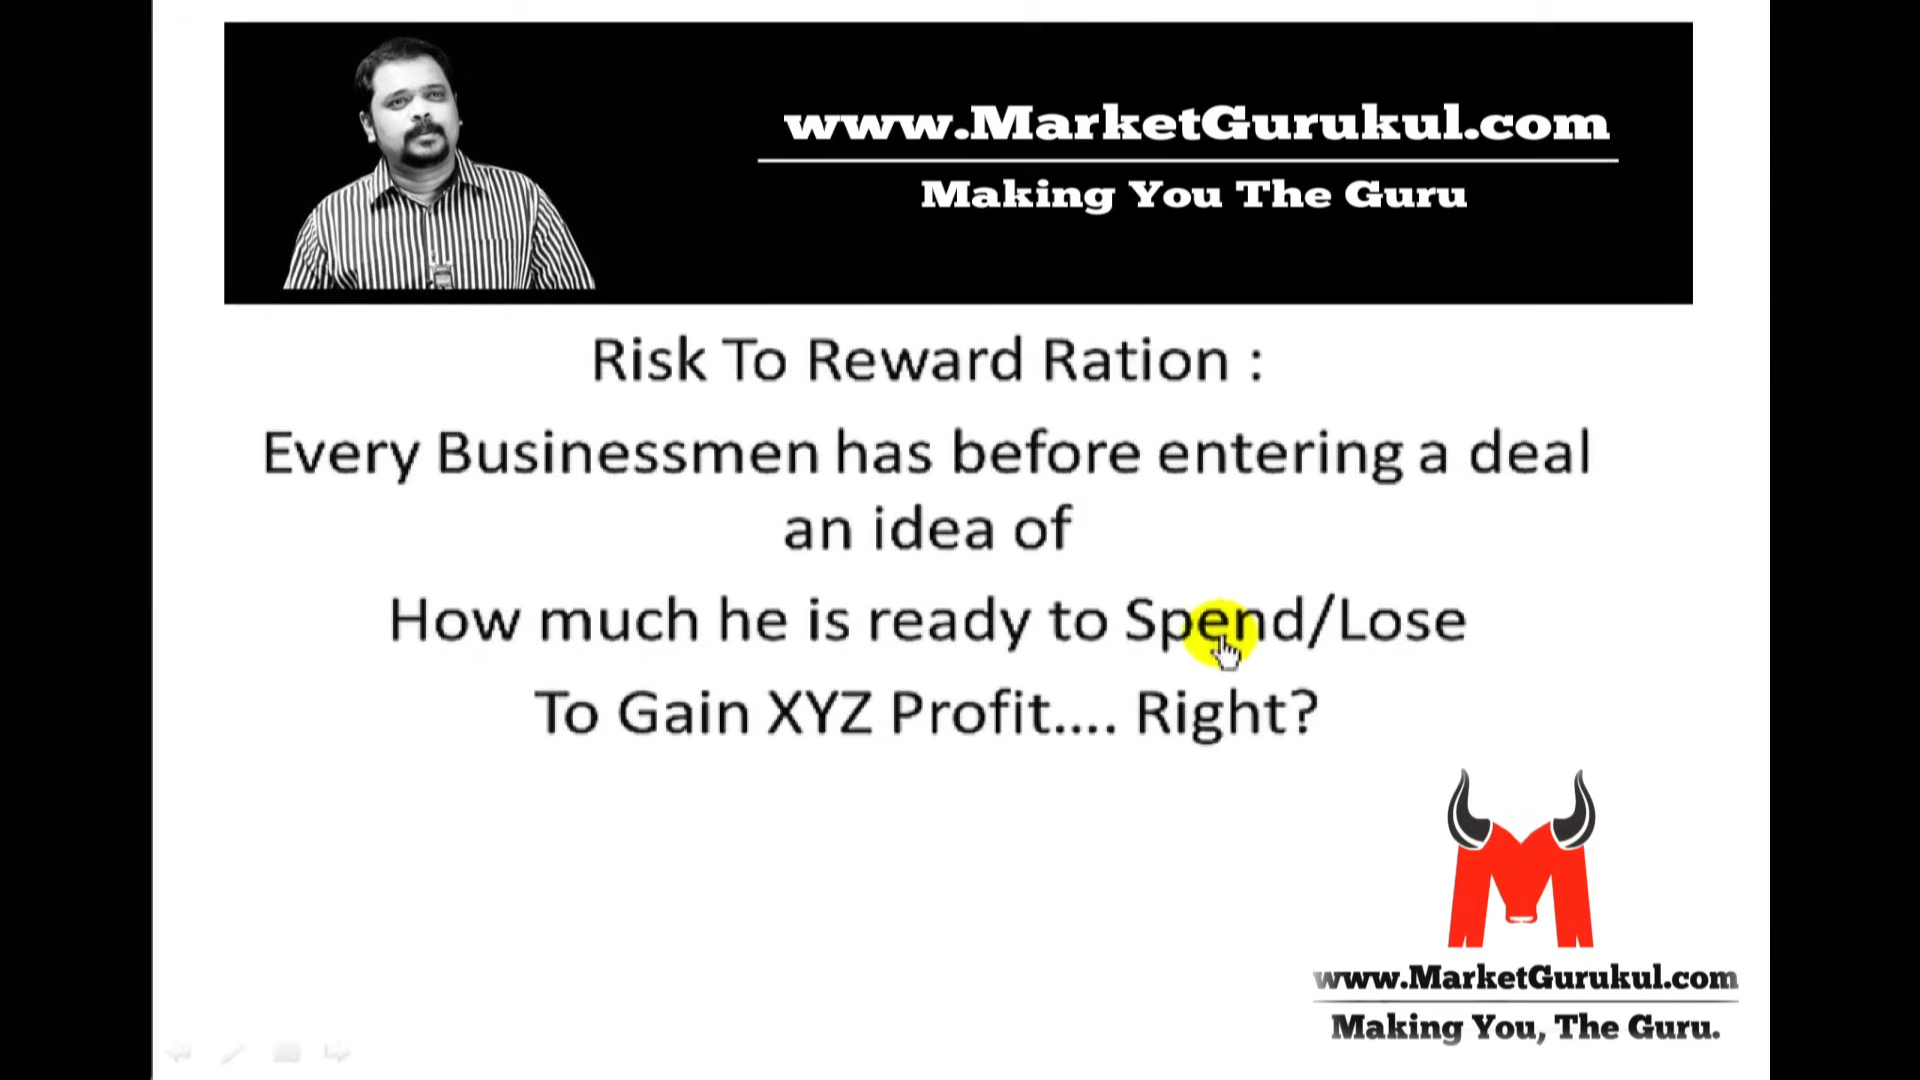 www.MarketGurukul.com
Making You The Guru
Risk To Reward Ration :
Every Businessmen has before entering a deal
an idea of
How much he is ready to Spend/Lose
To Gain XYZ Profit.... Right?
www.MarketGurukul.com
Making You, The Guru.